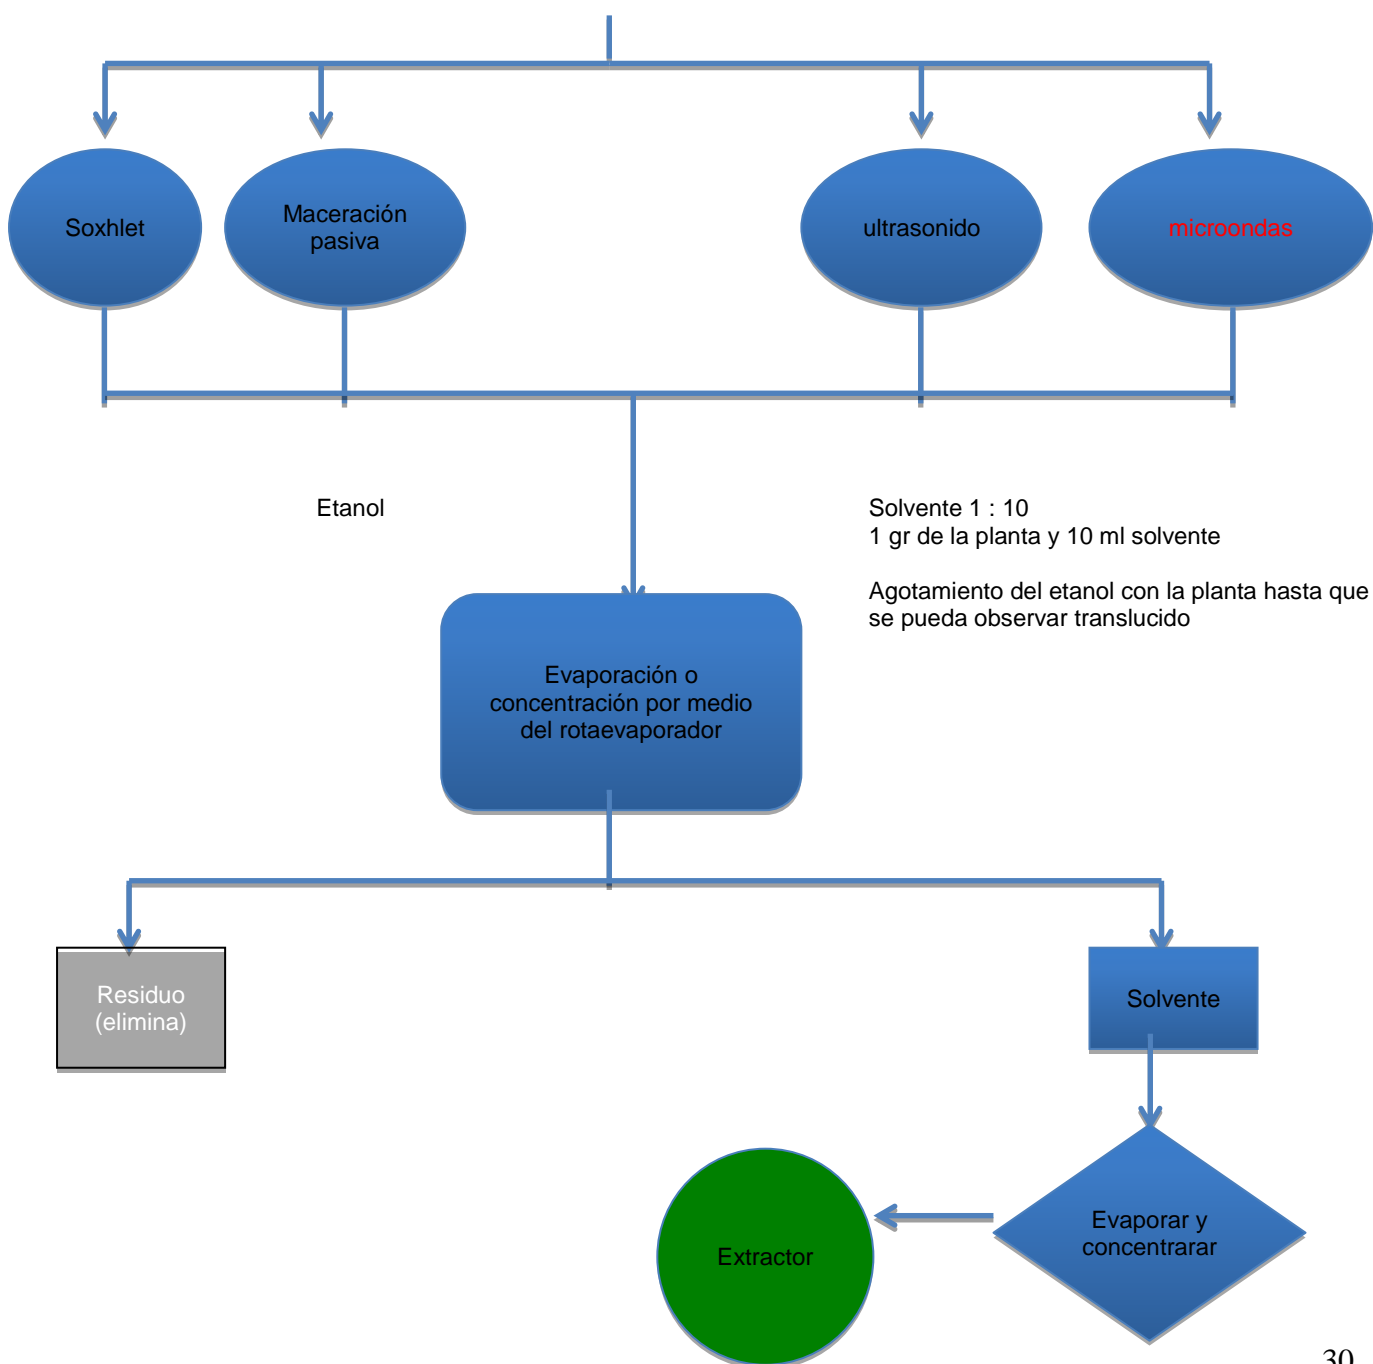 Soxhlet
Maceración
pasiva
ultrasonido
microondas
Etanol
Solvente 1 : 10
1 gr de la planta y 10 ml solvente
Agotamiento del etanol con la planta hasta que
se pueda observar translucido
Evaporación o
concentración por medio
del rotaevaporador
Residuo
(elimina)
Solvente
Evaporar y
concentrarar
Extractor
30